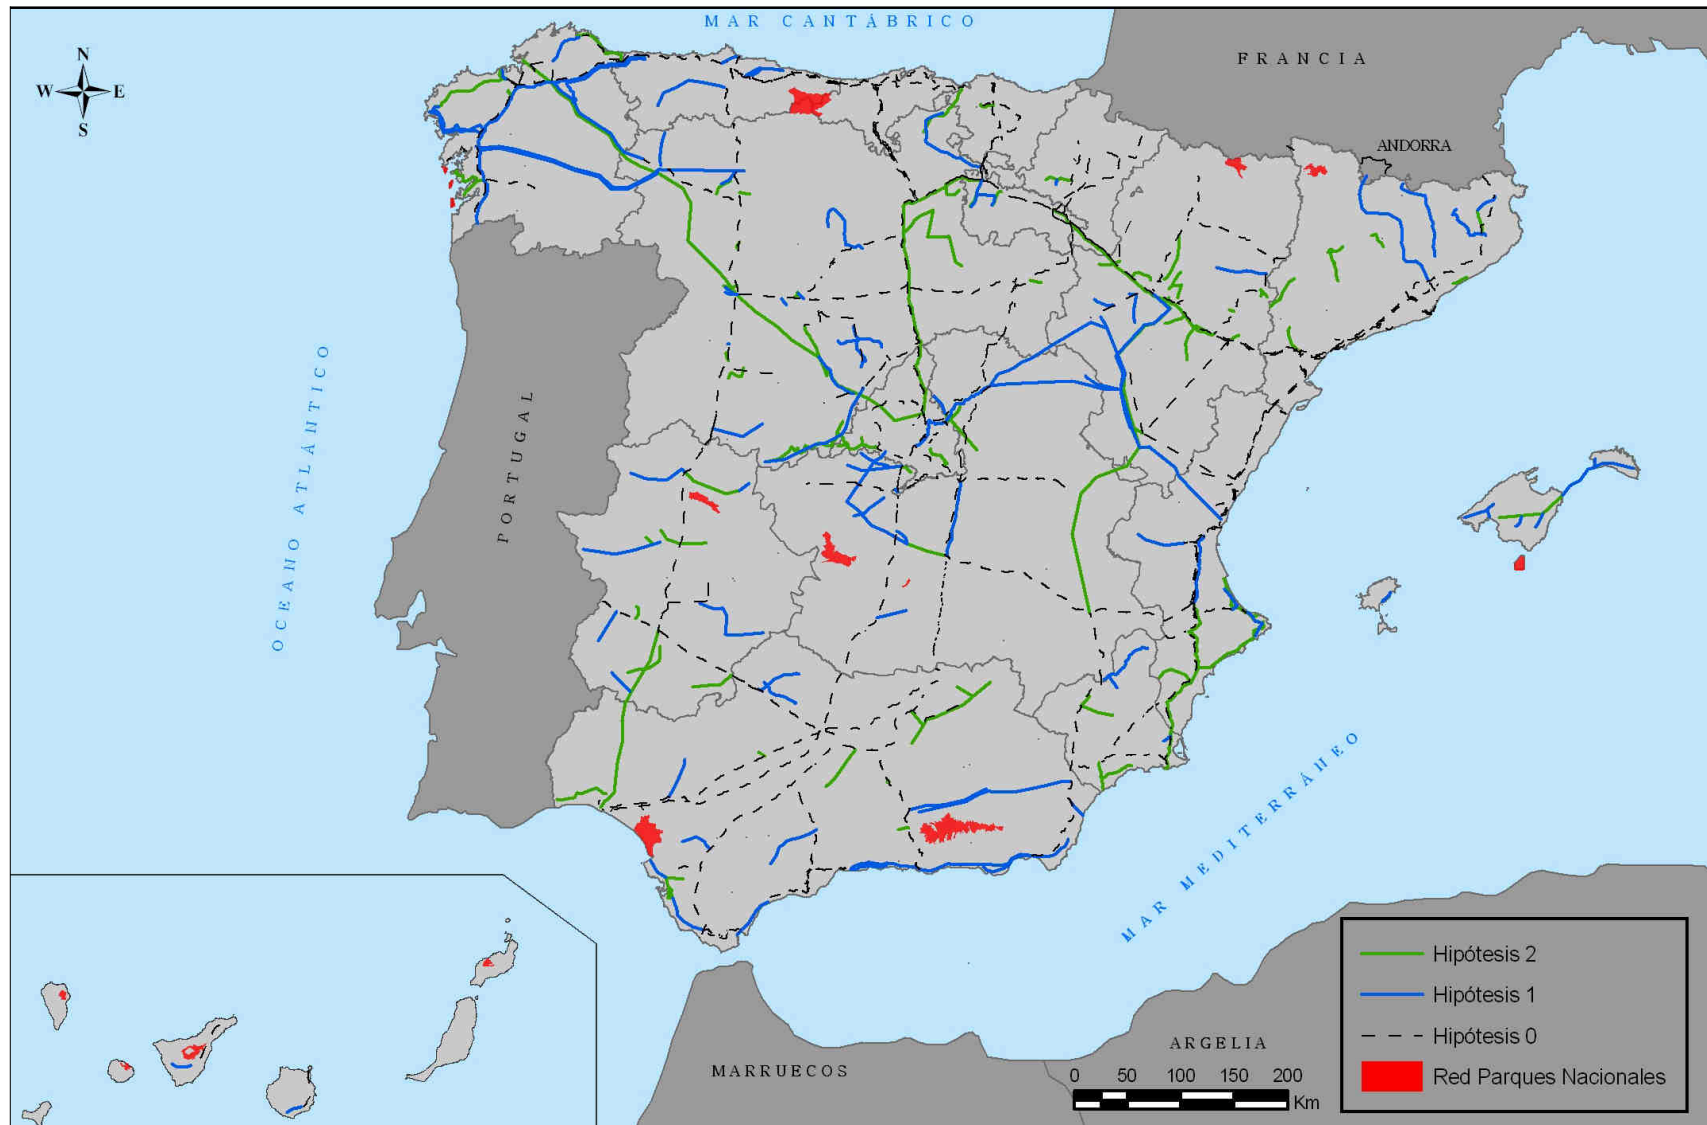 MAR CANTÁBRICO
FRANCIA
N
W E
S
ANDORRA
OCEANO ATLÁNTICO
PORTUGAL
MAR MEDITERRÁNEO
Hipótesis 2
Hipótesis 1
Hipótesis 0
Red Parques Nacionales
ARGELIA
MARRUECOS
0 50 100 150 200
Km